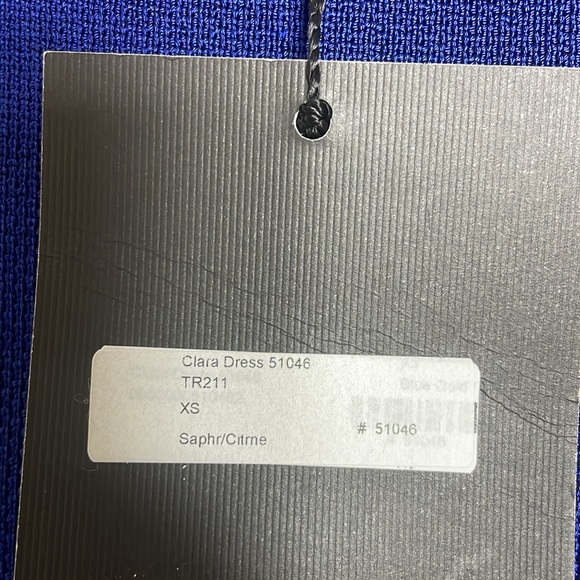 Clara Dress 51046
TR211
XS
# 51046
Saphr/Citrne